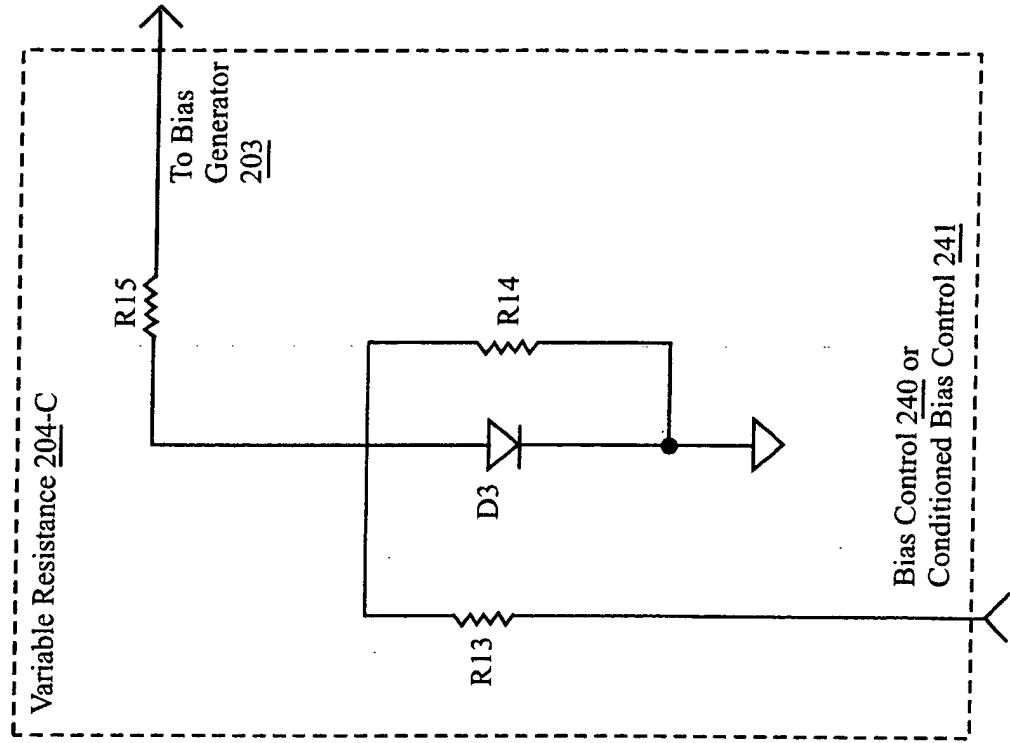 Variable Resistance 204-C
R15
To Bias
Generator
203
R14
D3
R13
Bias Control 240 or
Conditioned Bias Control 241